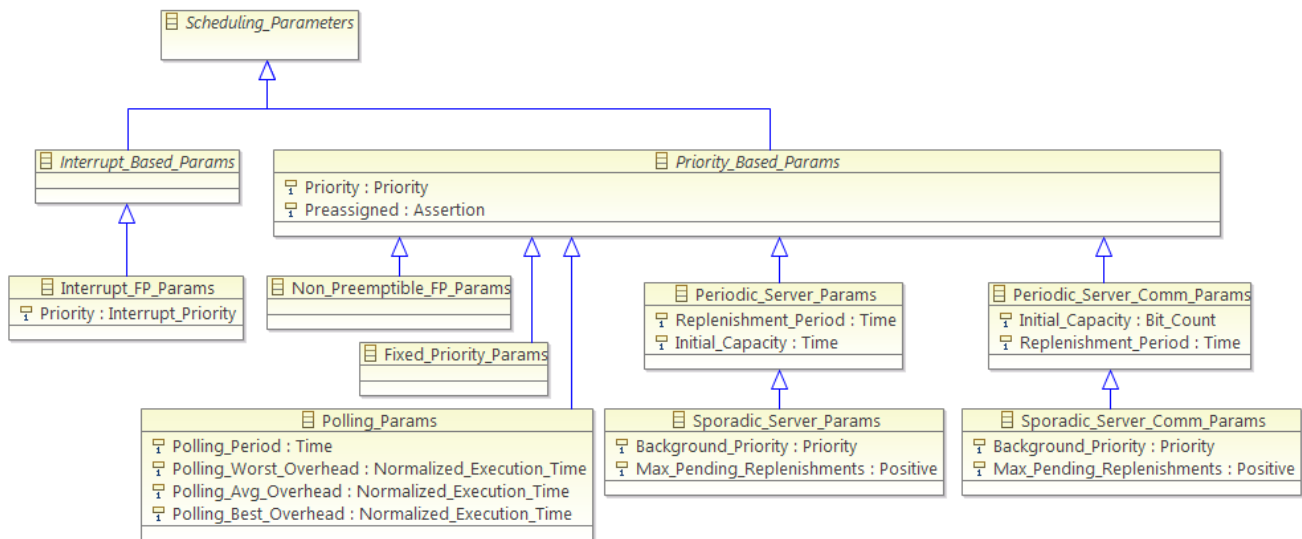 Scheduling_Parameters
Interrupt_Based_Params
Priority_Based_Params
Priority : Priority
Preassigned : Assertion
Interrupt_FP_Params
Priority : Interrupt_Priority
Non_Preemptible_FP_Params
Fixed_Priority_Params
Periodic_Server_Params
Replenishment_Period : Time
Initial_Capacity : Time
Periodic_Server_Comm_Params
Initial_Capacity : Bit_Count
Replenishment_Period : Time
Polling_Params
Polling_Period : Time
Polling_Worst_Overhead : Normalized_Execution_Time
Polling_Avg_Overhead : Normalized_Execution_Time
Polling_Best_Overhead : Normalized_Execution_Time
Sporadic_Server_Params
Background_Priority : Priority
Max_Pending_Replenishments : Positive
Sporadic_Server_Comm_Params
Background_Priority : Priority
Max_Pending_Replenishments : Positive